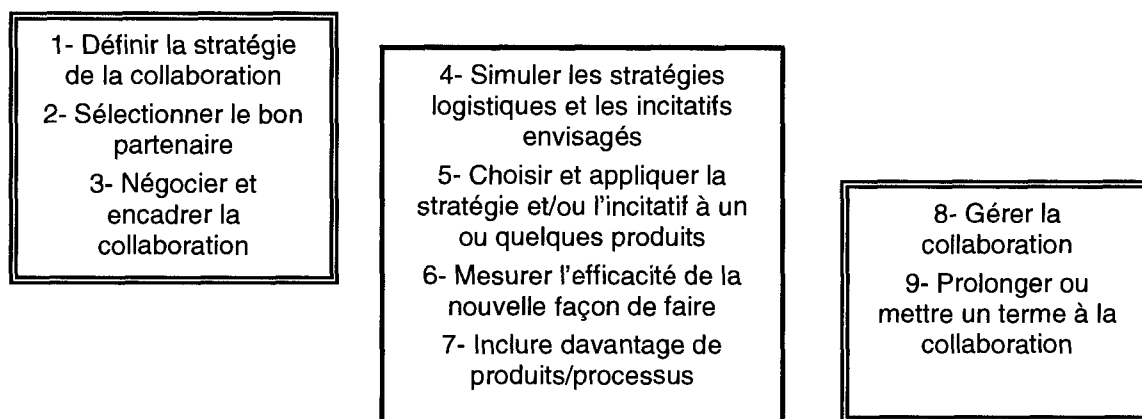 1- Définir la stratégie
de la collaboration
2- Sélectionner le bon
partenaire
3- Négocier et
encadrer la
collaboration
4- Simuler les stratégies
logistiques et les incitatifs
envisagés
5- Choisir et appliquer la
stratégie et/ou l'incitatif à un
ou quelques produits
6- Mesurer l'efficacité de la
nouvelle façon de faire
7- Inclure davantage de
produits/processus
8- Gérer la
collaboration
9- Prolonger ou
mettre un terme à la
collaboration